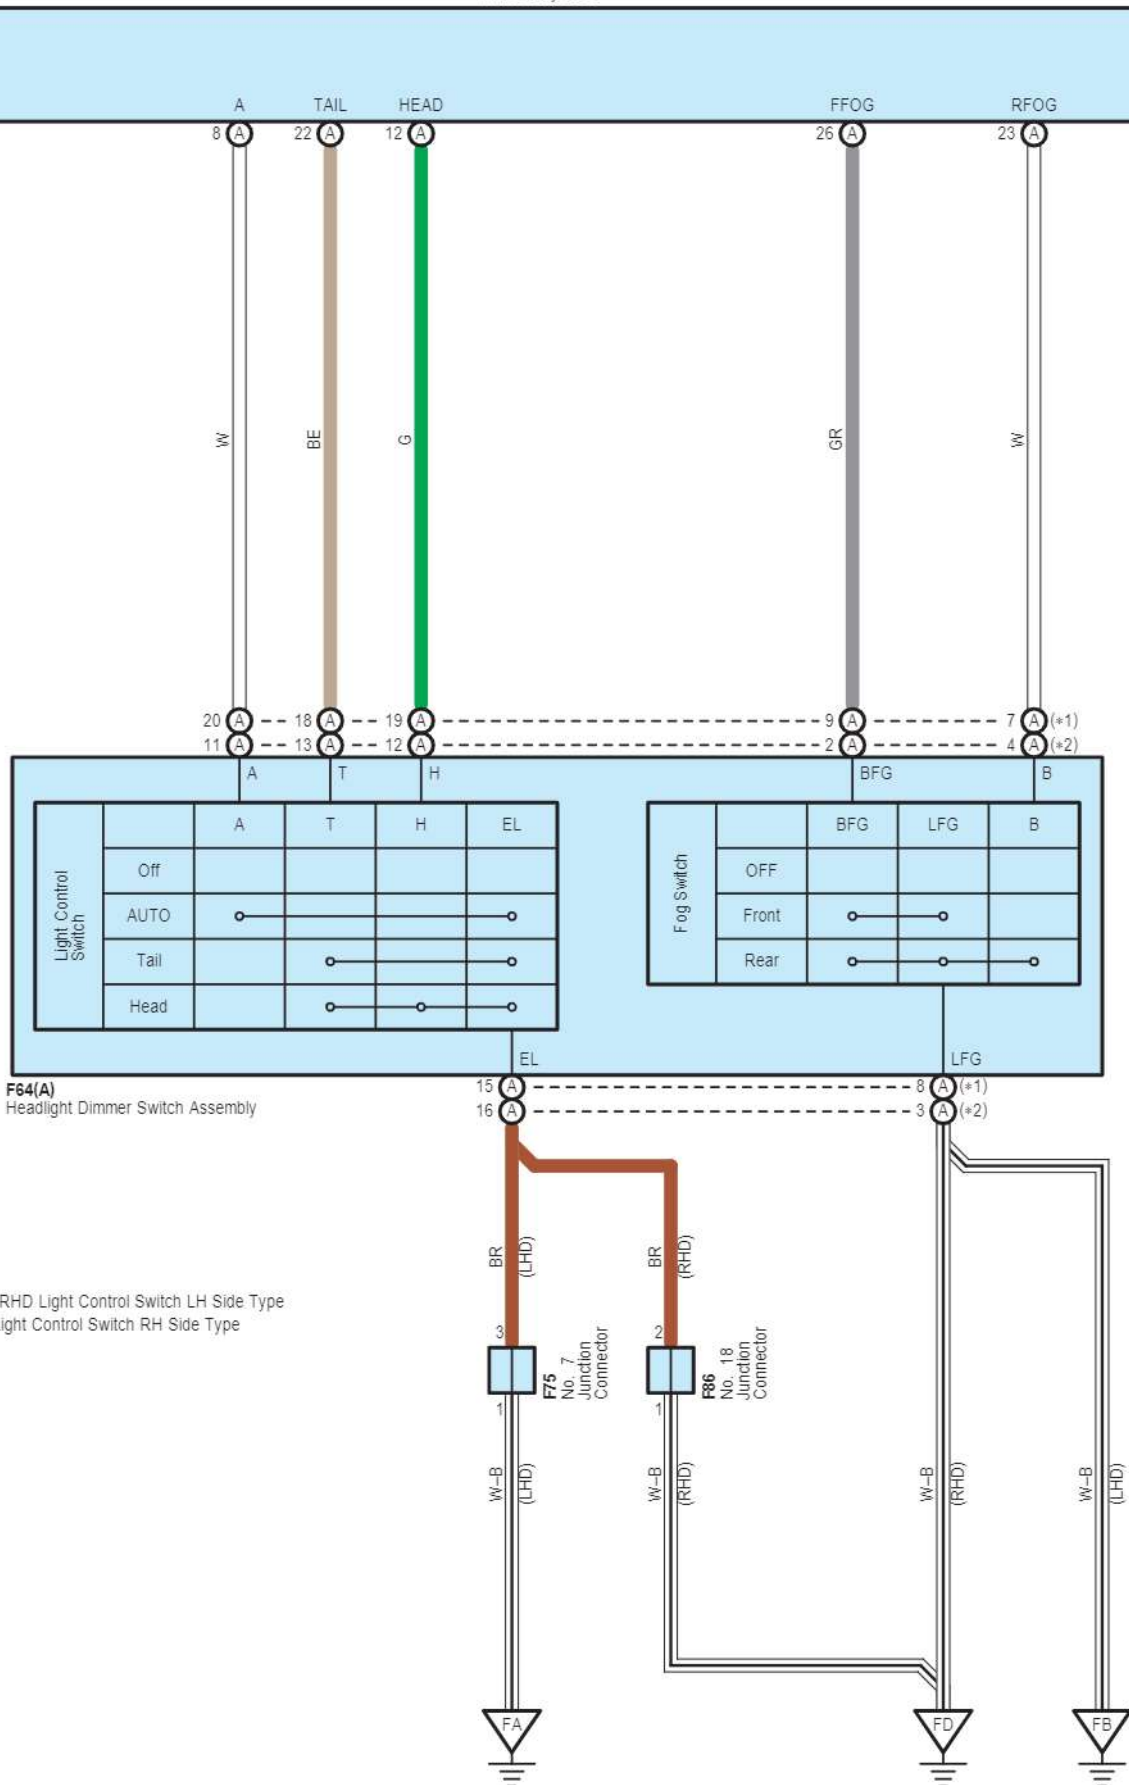 A TAIL HEAD FFOG RFOG
8 A 22 A 12 A 26 A 23 A
W BE G GR W
20 A 18 A 19 A 9 A 7 A (*1)
11 A 13 A 12 A 2 A 4 A (*2)
A T H BFG B
Light Control
Switch
A T H EL
Off
AUTO
Tail
Head
Fog Switch
BFG LFG B
OFF
Front
Rear
EL LFG
F64(A)
Headlight Dimmer Switch Assembly
15 A 8 A (*1)
16 A 3 A (*2)
BR (LHD) BR (RHD)
RHD Light Control Switch LH Side Type
ight Control Switch RH Side Type
3 2
F75
No. 7
Junction
Connector
F86
No. 18
Junction
Connector
1 1
W-B (LHD) W-B (RHD) W-B (RHD) W-B (LHD)
FA FD FB